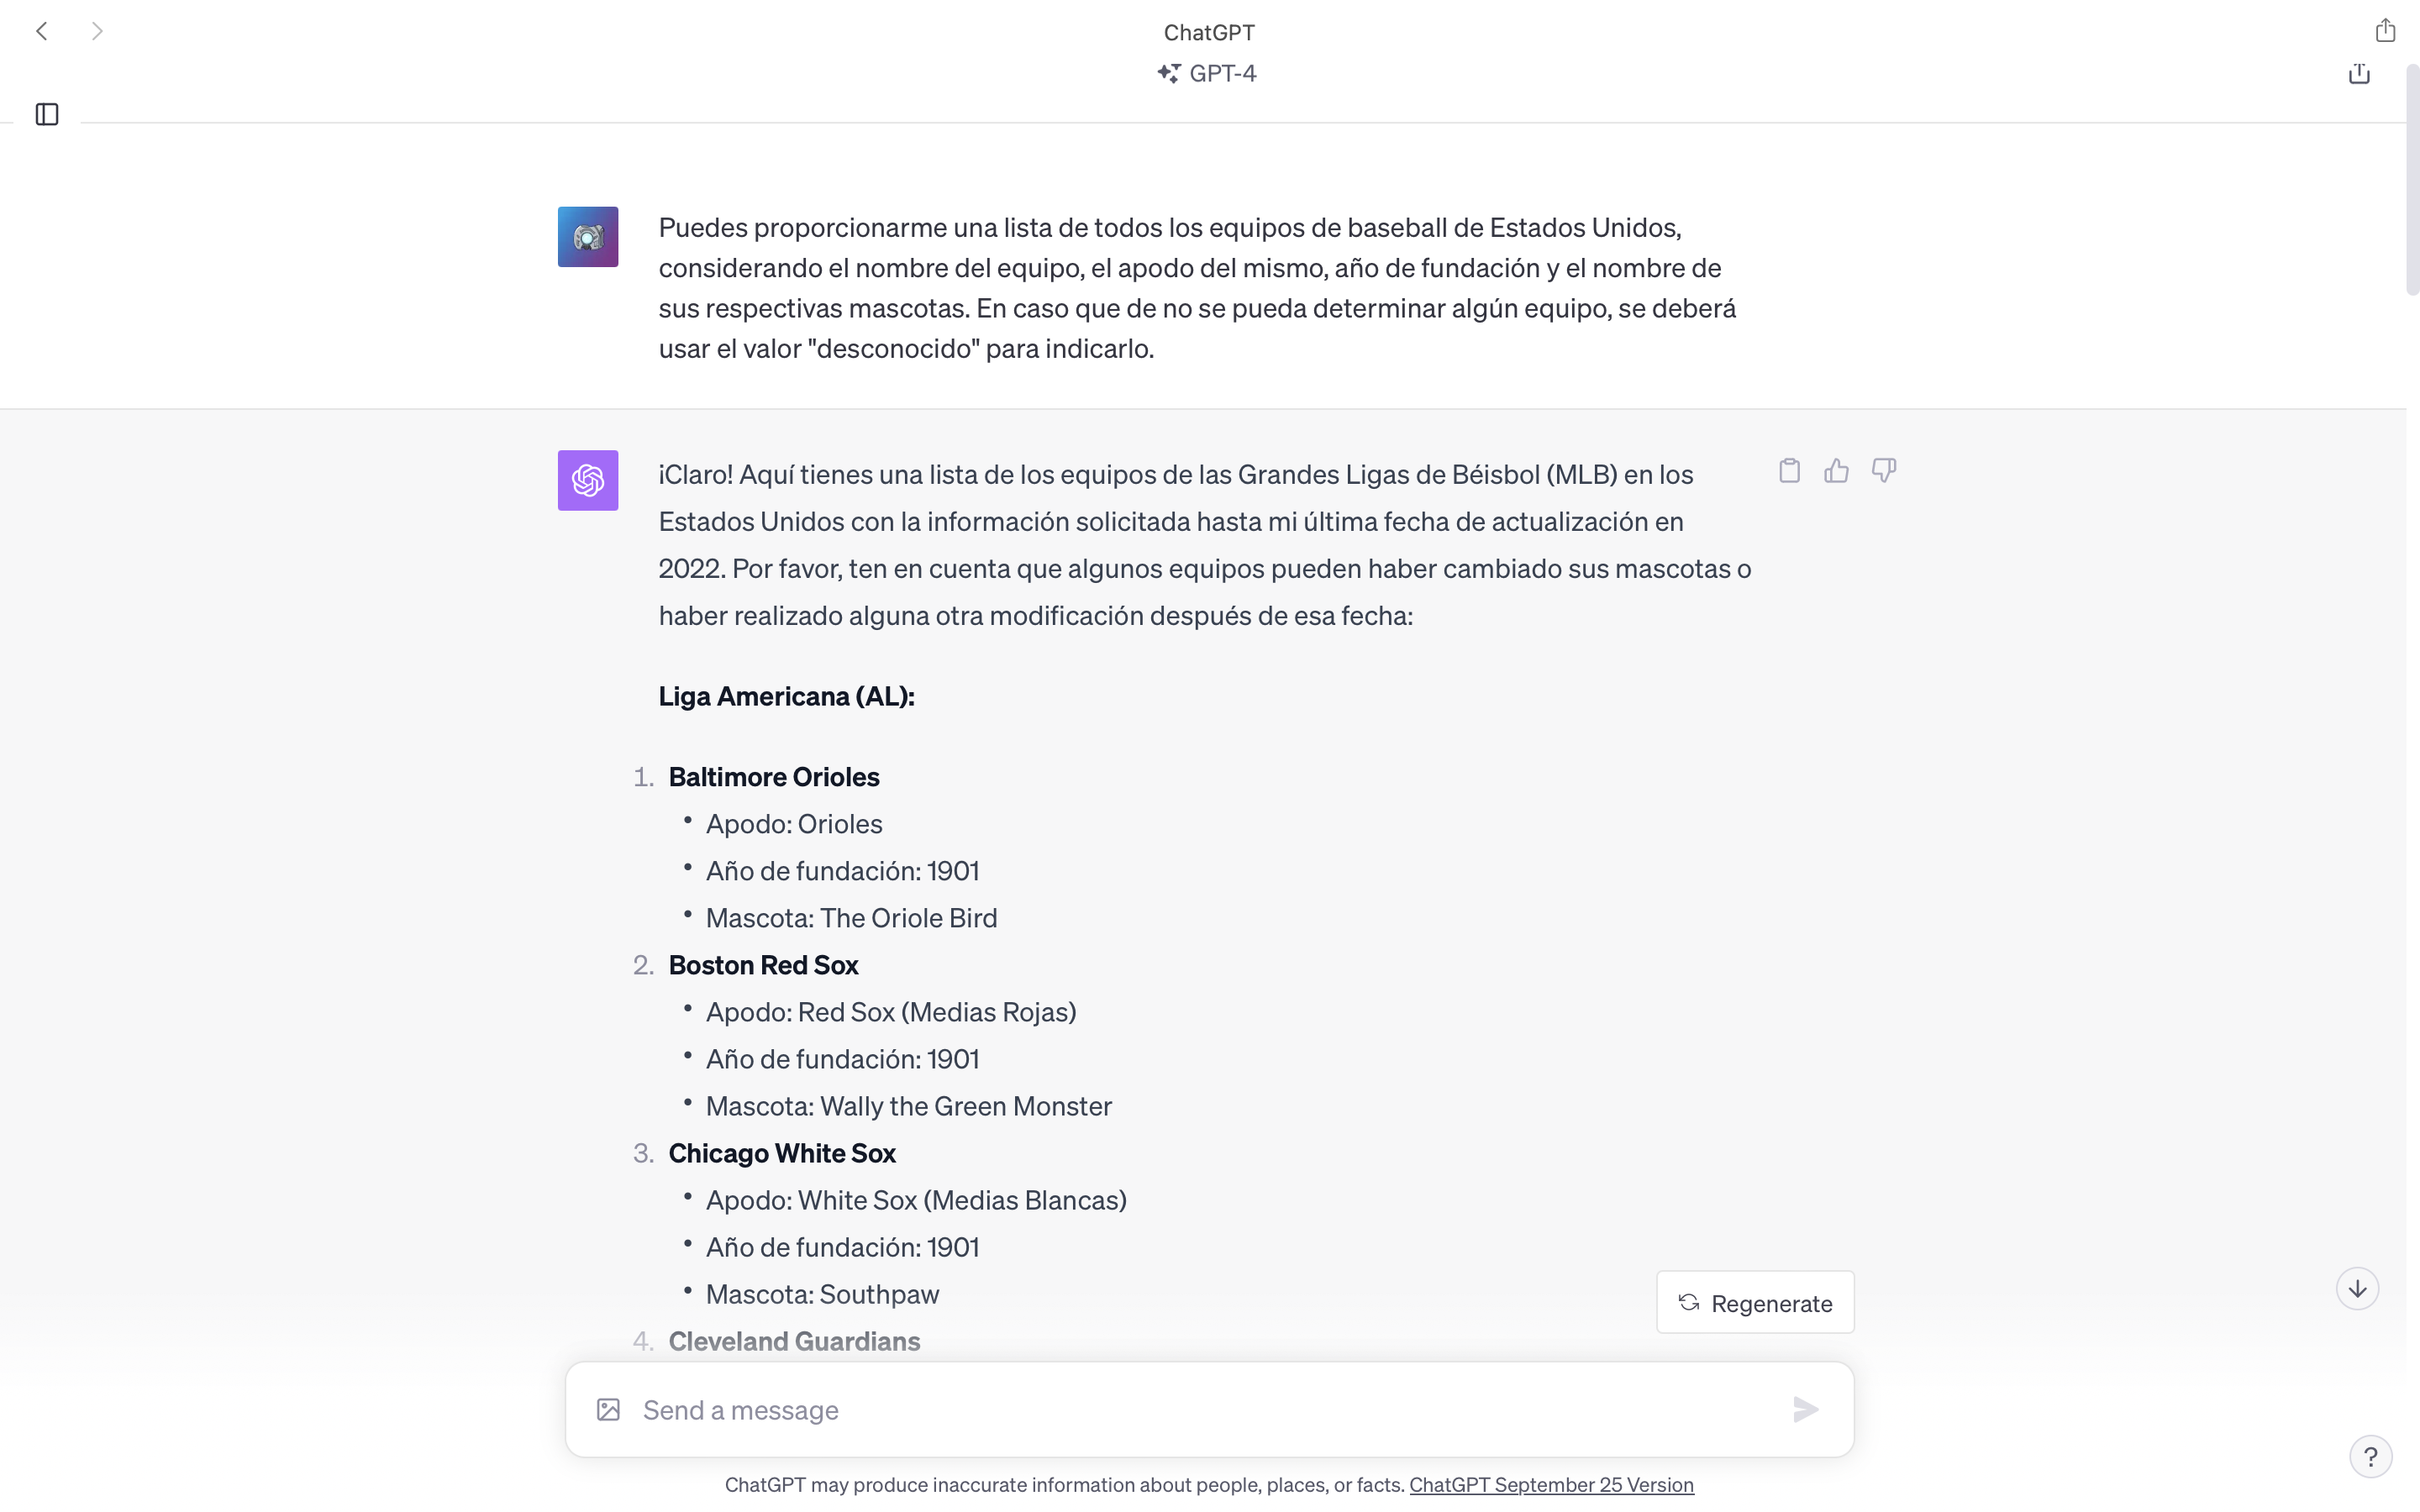 ChatGPT
GPT-4
Puedes proporcionarme una lista de todos los equipos de baseball de Estados Unidos,
considerando el nombre del equipo, el apodo del mismo, año de fundación y el nombre de
sus respectivas mascotas. En caso que de no se pueda determinar algún equipo, se deberá
usar el valor "desconocido" para indicarlo.
¡Claro! Aquí tienes una lista de los equipos de las Grandes Ligas de Béisbol (MLB) en los
Estados Unidos con la información solicitada hasta mi última fecha de actualización en
2022. Por favor, ten en cuenta que algunos equipos pueden haber cambiado sus mascotas o
haber realizado alguna otra modificación después de esa fecha:
Liga Americana (AL):
1. Baltimore Orioles
• Apodo: Orioles
• Año de fundación: 1901
• Mascota: The Oriole Bird
2. Boston Red Sox
• Apodo: Red Sox (Medias Rojas)
• Año de fundación: 1901
• Mascota: Wally the Green Monster
3. Chicago White Sox
• Apodo: White Sox (Medias Blancas)
• Año de fundación: 1901
• Mascota: Southpaw
Regenerate
4. Cleveland Guardians
Send a message
?
ChatGPT may produce inaccurate information about people, places, or facts. ChatGPT September 25 Version